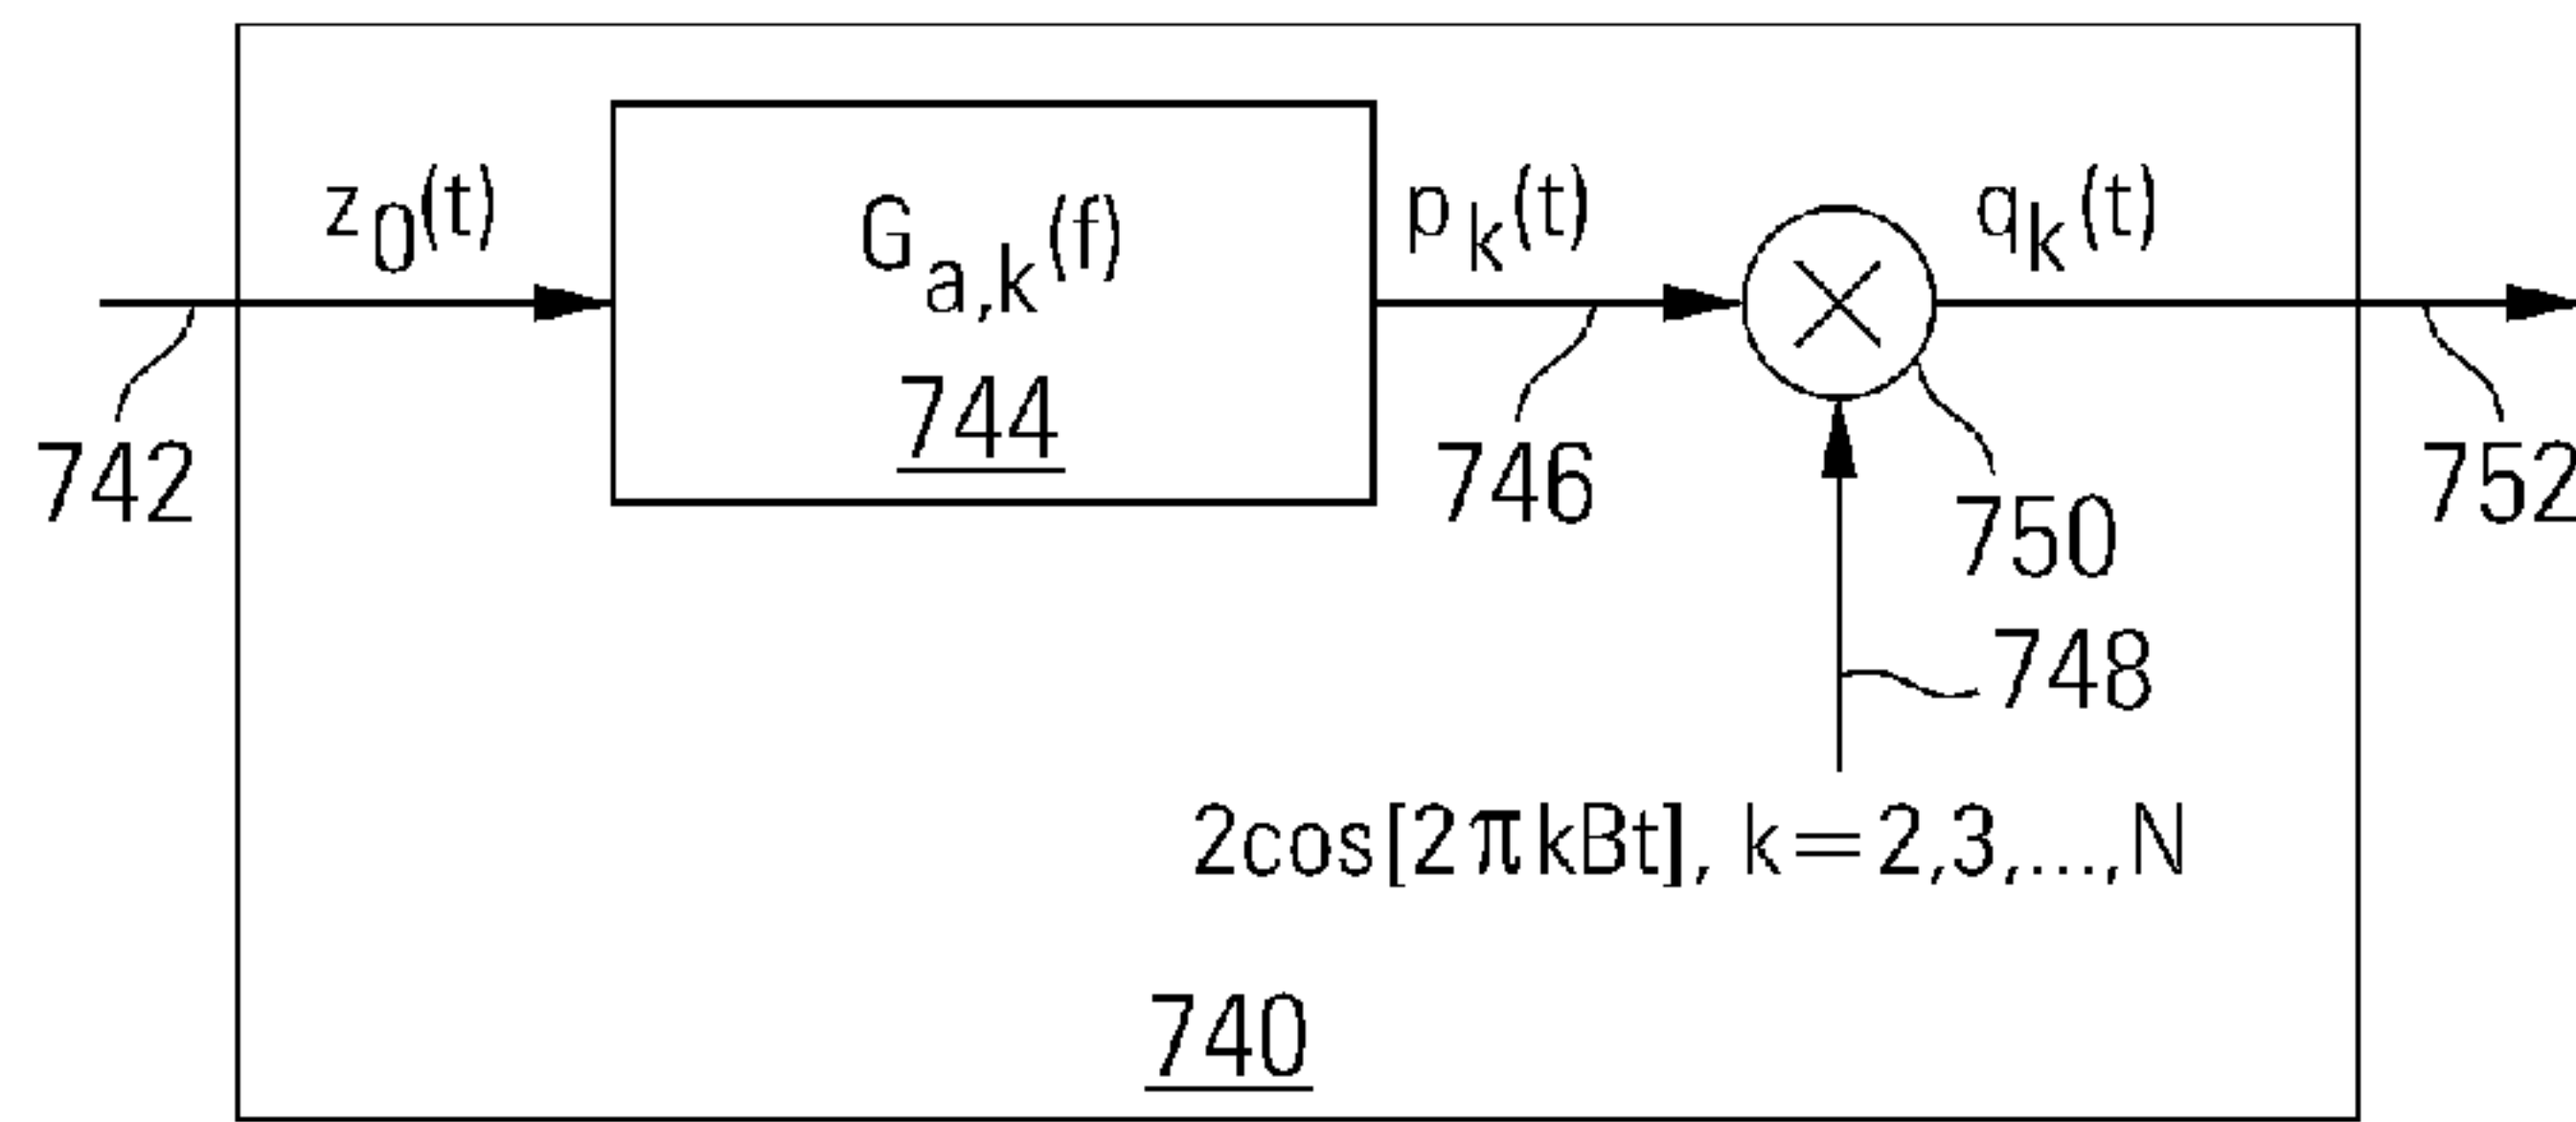 z0(t)
Ga,k(f)
pk(t)
qk(t)
744
742
746
750
752
748
2cos[2πkBt], k=2,3,...,N
740